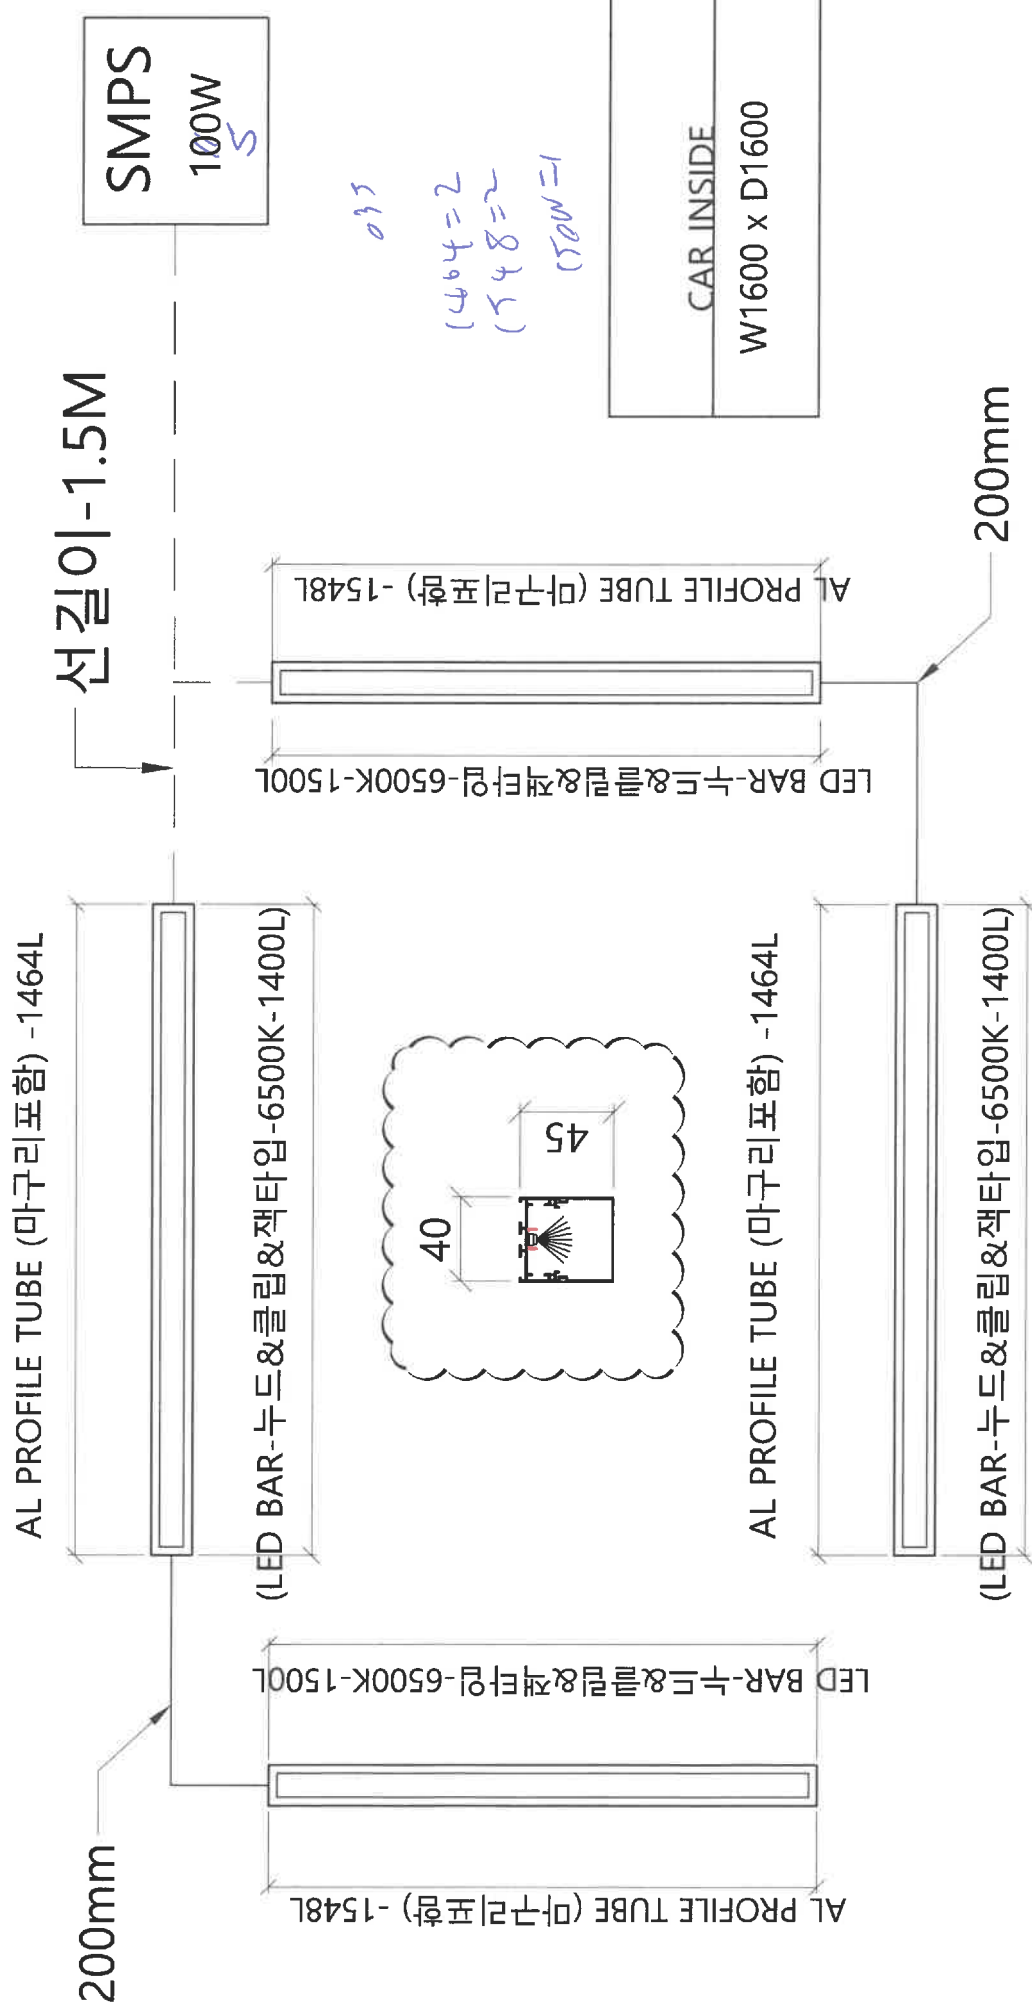 AL PROFILE TUBE (마구리포함) -1464L
(LED BAR-누드&클립&잭타입-6500K-1400L)
선길이-1.5M
SMPS
100W
5
200mm
AL PROFILE TUBE (마구리포함) -1548L
LED BAR-누드&클립&잭타입-6500K-1500L
40
45
LED BAR-누드&클립&잭타입-6500K-1500L
AL PROFILE TUBE (마구리포함) -1548L
1464=2
1548=2
150W=1
AL PROFILE TUBE (마구리포함) -1464L
(LED BAR-누드&클립&잭타입-6500K-1400L)
200mm
CAR INSIDE
W1600 x D1600